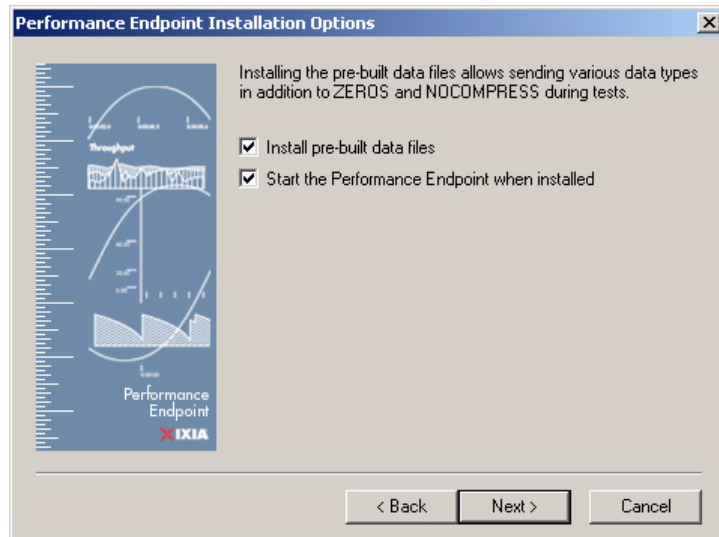 Performance Endpoint Installation Options
Installing the pre-built data files allows sending various data types
in addition to ZEROS and NOCOMPRESS during tests.
Install pre-built data files
Start the Performance Endpoint when installed
Throughput
Performance
Endpoint
XIXIA
< Back
Next >
Cancel